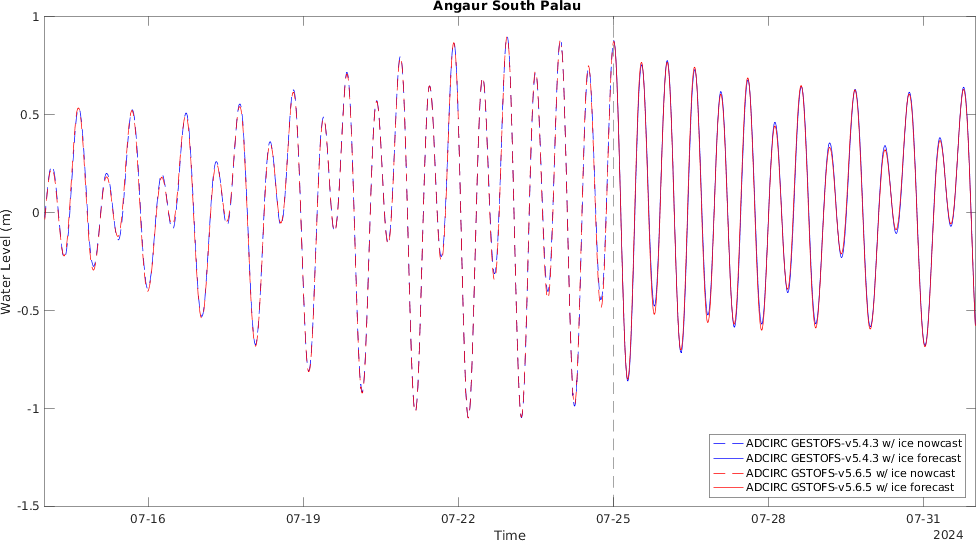 Angaur South Palau
1
0.5
0
-0.5
-1
-1.5
Water Level (m)
07-16
07-19
07-22
07-25
07-28
07-31
Time
2024
ADCIRC GESTOFS-v5.4.3 w/ ice nowcast
ADCIRC GESTOFS-v5.4.3 w/ ice forecast
ADCIRC GSTOFS-v5.6.5 w/ ice nowcast
ADCIRC GSTOFS-v5.6.5 w/ ice forecast